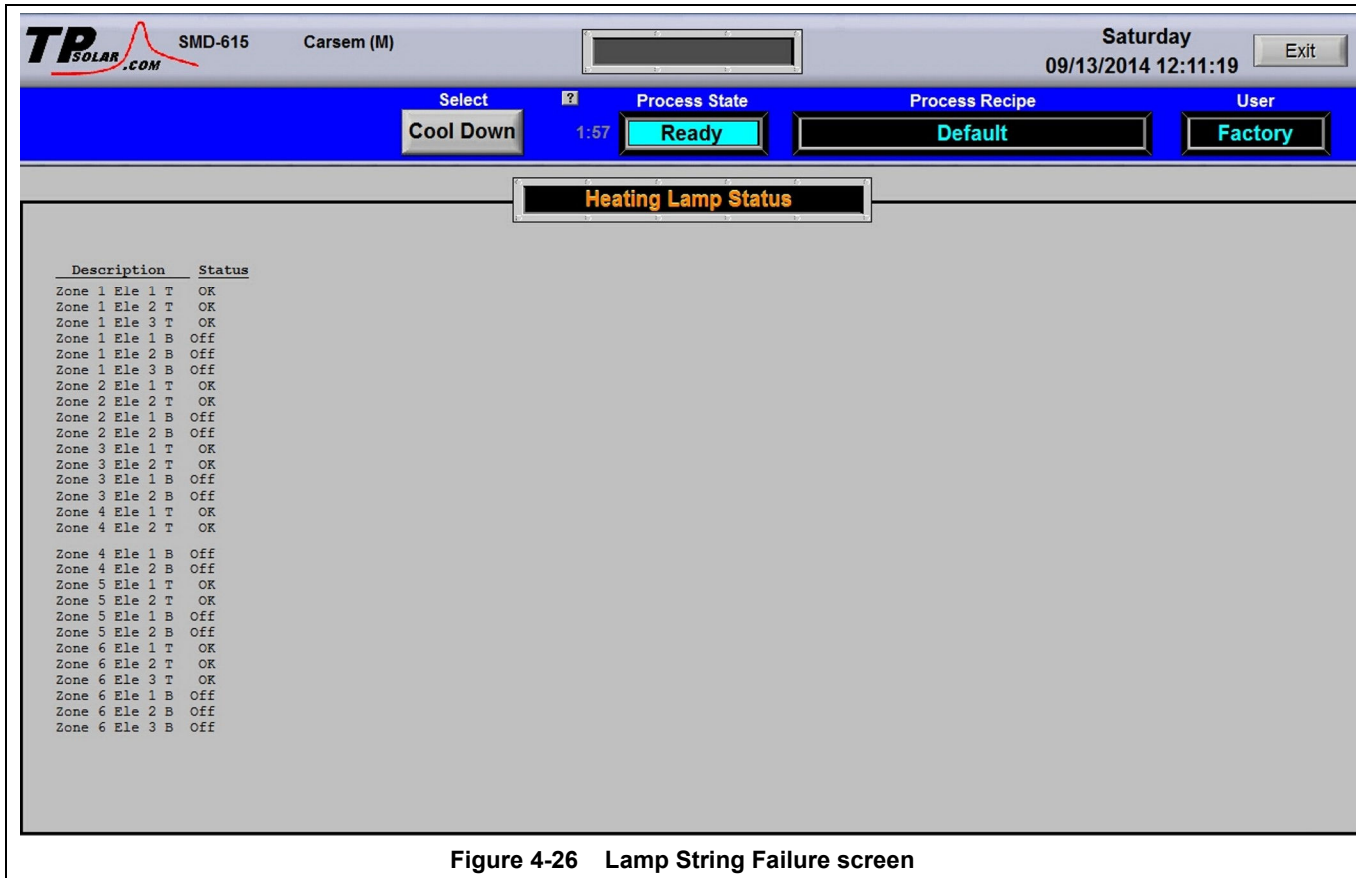 TP SOLAR .COM SMD-615 Carsem (M) Saturday
09/13/2014 12:11:19 Exit
Select ? Process State Process Recipe User
Cool Down 1:57 Ready Default Factory
Heating Lamp Status
Description Status
Zone 1 Ele 1 T OK
Zone 1 Ele 2 T OK
Zone 1 Ele 3 T OK
Zone 1 Ele 1 B Off
Zone 1 Ele 2 B Off
Zone 1 Ele 3 B Off
Zone 2 Ele 1 T OK
Zone 2 Ele 2 T OK
Zone 2 Ele 1 B Off
Zone 2 Ele 2 B Off
Zone 3 Ele 1 T OK
Zone 3 Ele 2 T OK
Zone 3 Ele 1 B Off
Zone 3 Ele 2 B Off
Zone 4 Ele 1 T OK
Zone 4 Ele 2 T OK
Zone 4 Ele 1 B Off
Zone 4 Ele 2 B Off
Zone 5 Ele 1 T OK
Zone 5 Ele 2 T OK
Zone 5 Ele 1 B Off
Zone 5 Ele 2 B Off
Zone 6 Ele 1 T OK
Zone 6 Ele 2 T OK
Zone 6 Ele 3 T OK
Zone 6 Ele 1 B Off
Zone 6 Ele 2 B Off
Zone 6 Ele 3 B Off
Figure 4-26 Lamp String Failure screen